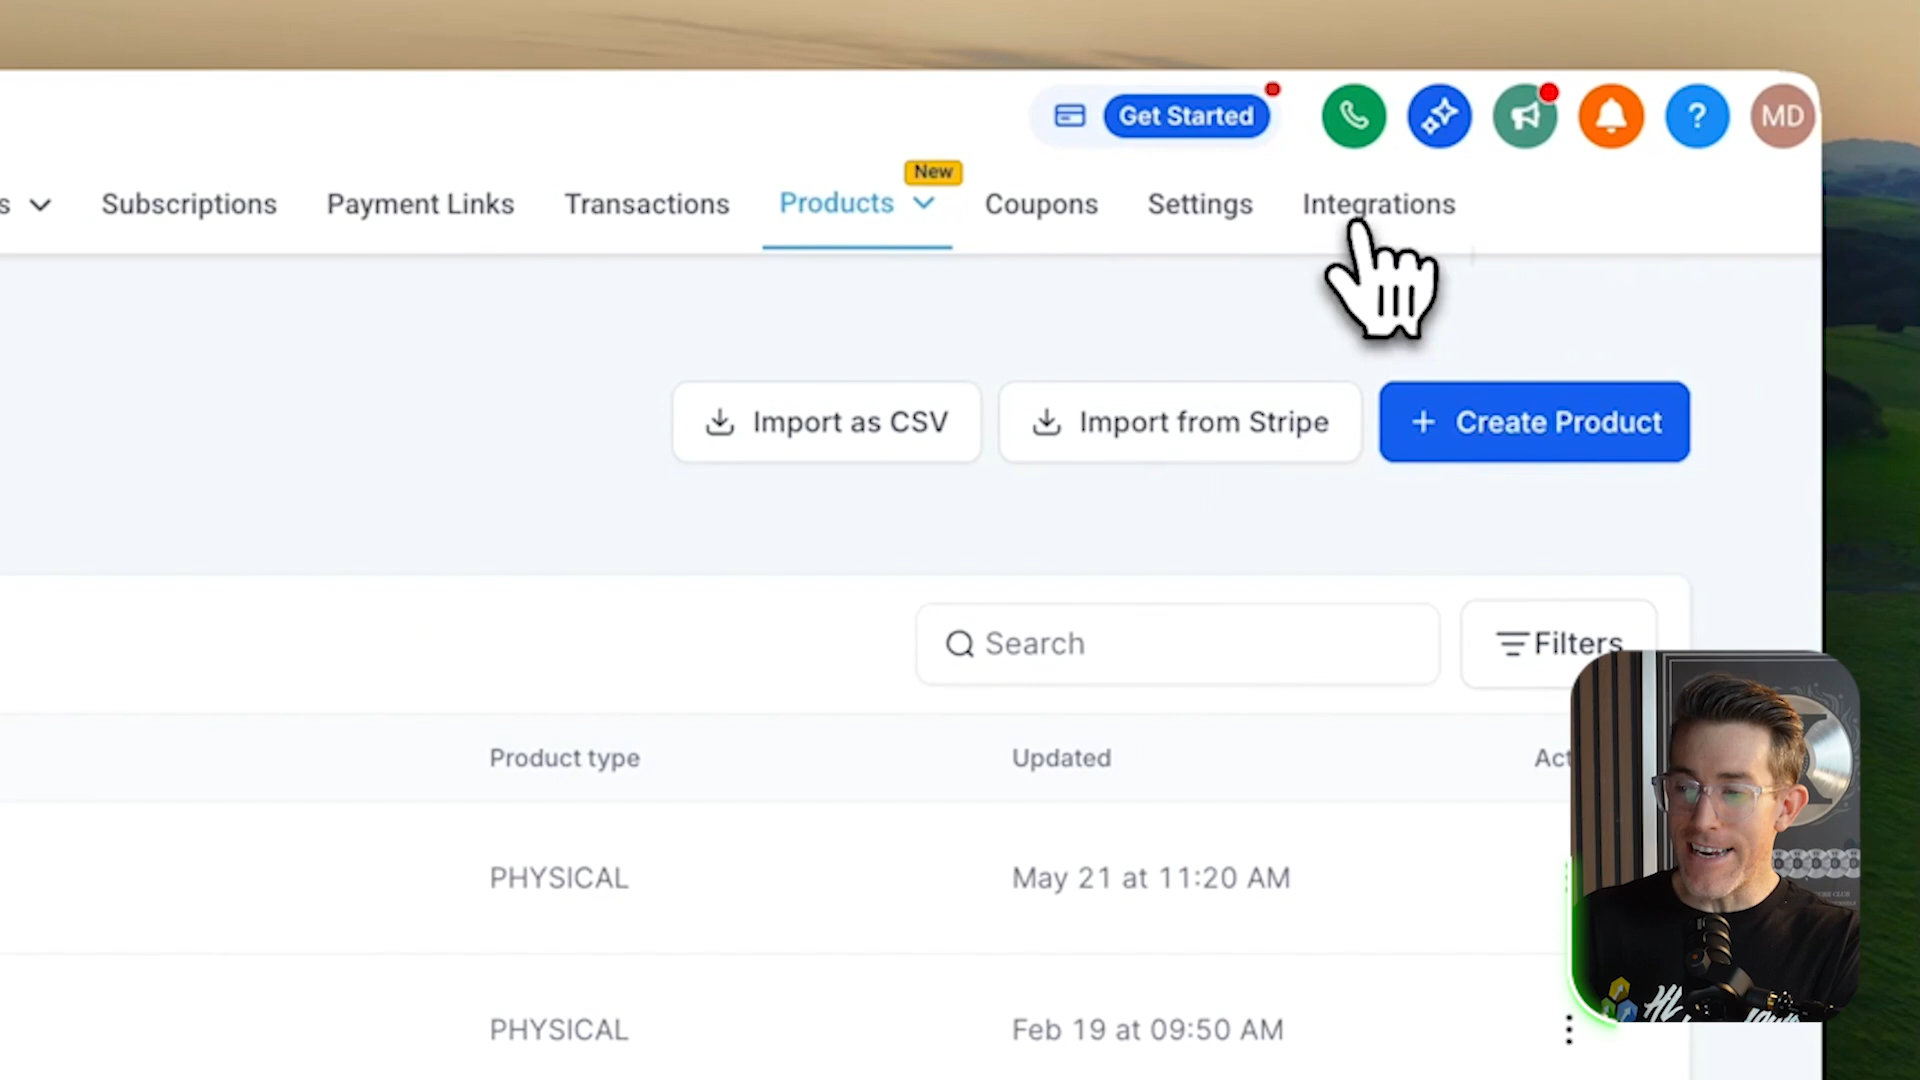 Get Started
?
MD
s
Subscriptions
Payment Links
Transactions
Products
New
Coupons
Settings
Integrations
Import as CSV
Import from Stripe
+ Create Product
Search
Filters
Product type
Updated
Act
PHYSICAL
May 21 at 11:20 AM
PHYSICAL
Feb 19 at 09:50 AM
HL